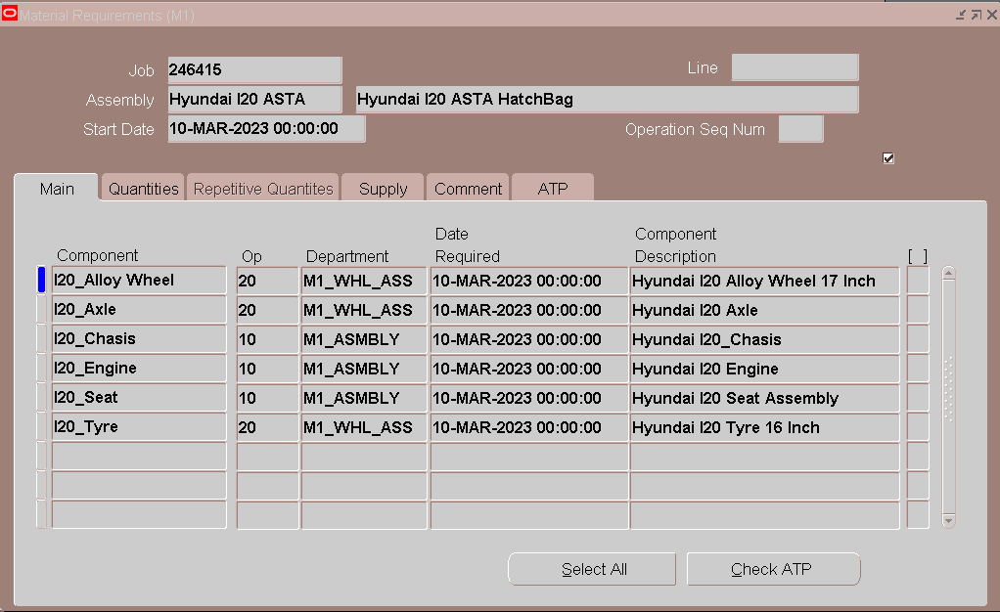 Material Requirements (M1)
Job 246415 Line
Assembly Hyundai I20 ASTA Hyundai I20 ASTA HatchBag
Start Date 10-MAR-2023 00:00:00 Operation Seq Num
Main Quantities Repetitive Quantites Supply Comment ATP
Date Component
Component Op Department Required Description [ ]
I20_Alloy Wheel 20 M1_WHL_ASS 10-MAR-2023 00:00:00 Hyundai I20 Alloy Wheel 17 Inch
I20_Axle 20 M1_WHL_ASS 10-MAR-2023 00:00:00 Hyundai I20 Axle
I20_Chasis 10 M1_ASMBLY 10-MAR-2023 00:00:00 Hyundai I20_Chasis
I20_Engine 10 M1_ASMBLY 10-MAR-2023 00:00:00 Hyundai I20 Engine
I20_Seat 10 M1_ASMBLY 10-MAR-2023 00:00:00 Hyundai I20 Seat Assembly
I20_Tyre 20 M1_WHL_ASS 10-MAR-2023 00:00:00 Hyundai I20 Tyre 16 Inch
Select All Check ATP